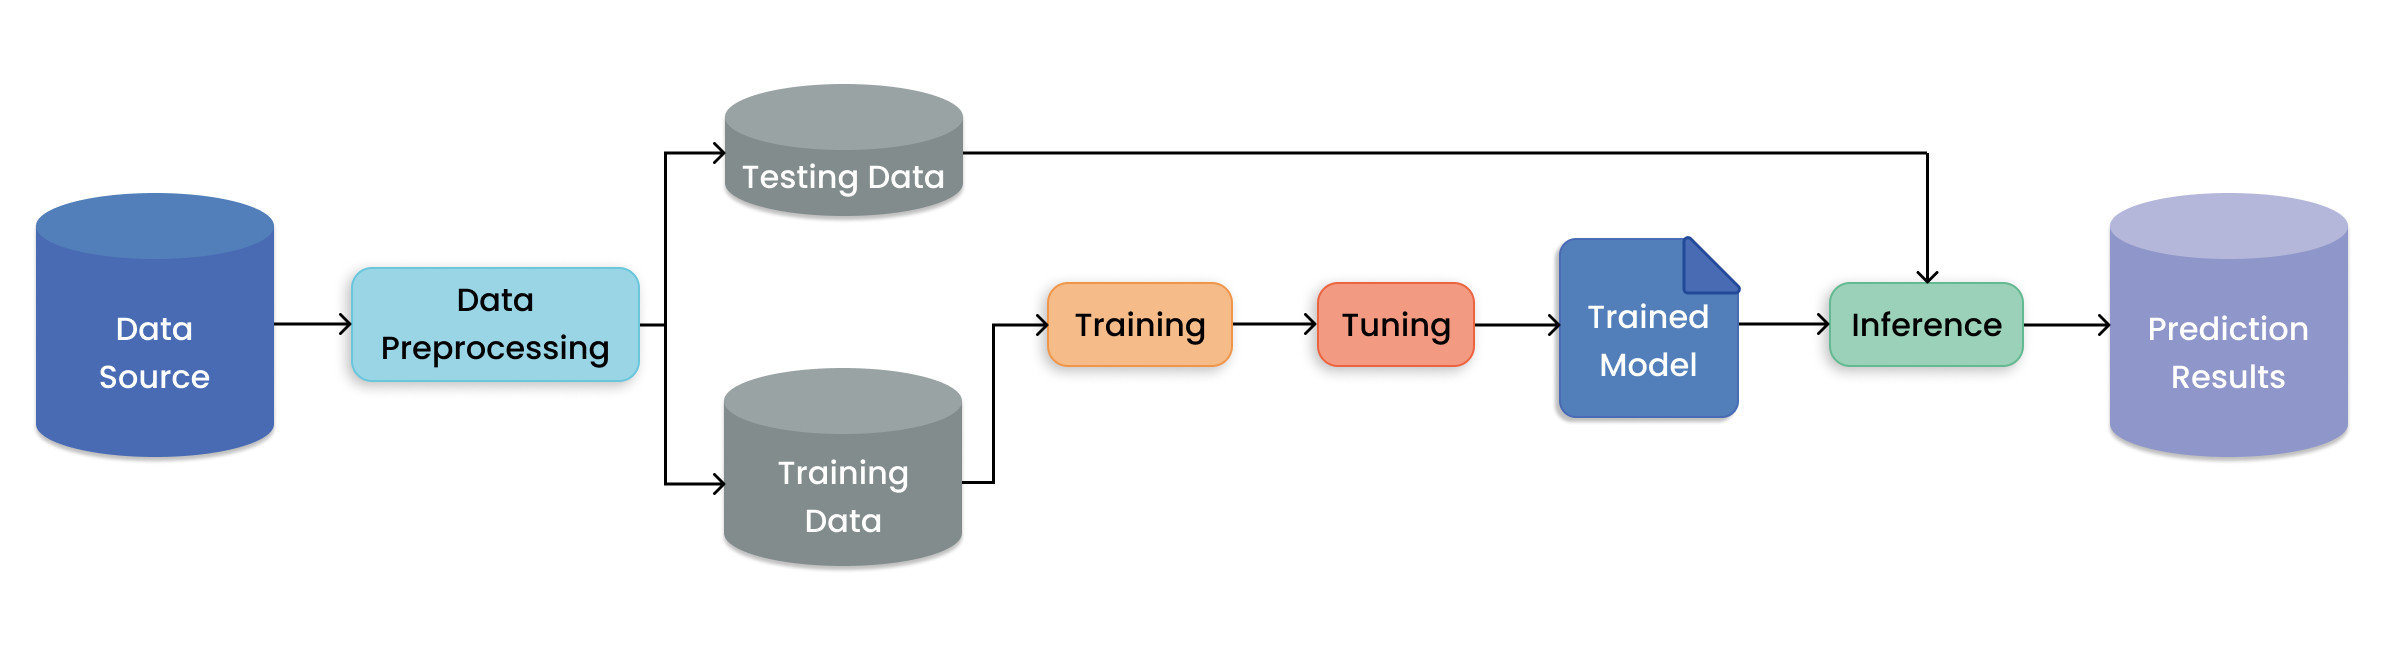 Data
Source
Data
Preprocessing
Testing Data
Training
Data
Training
Tuning
Trained
Model
Inference
Prediction
Results